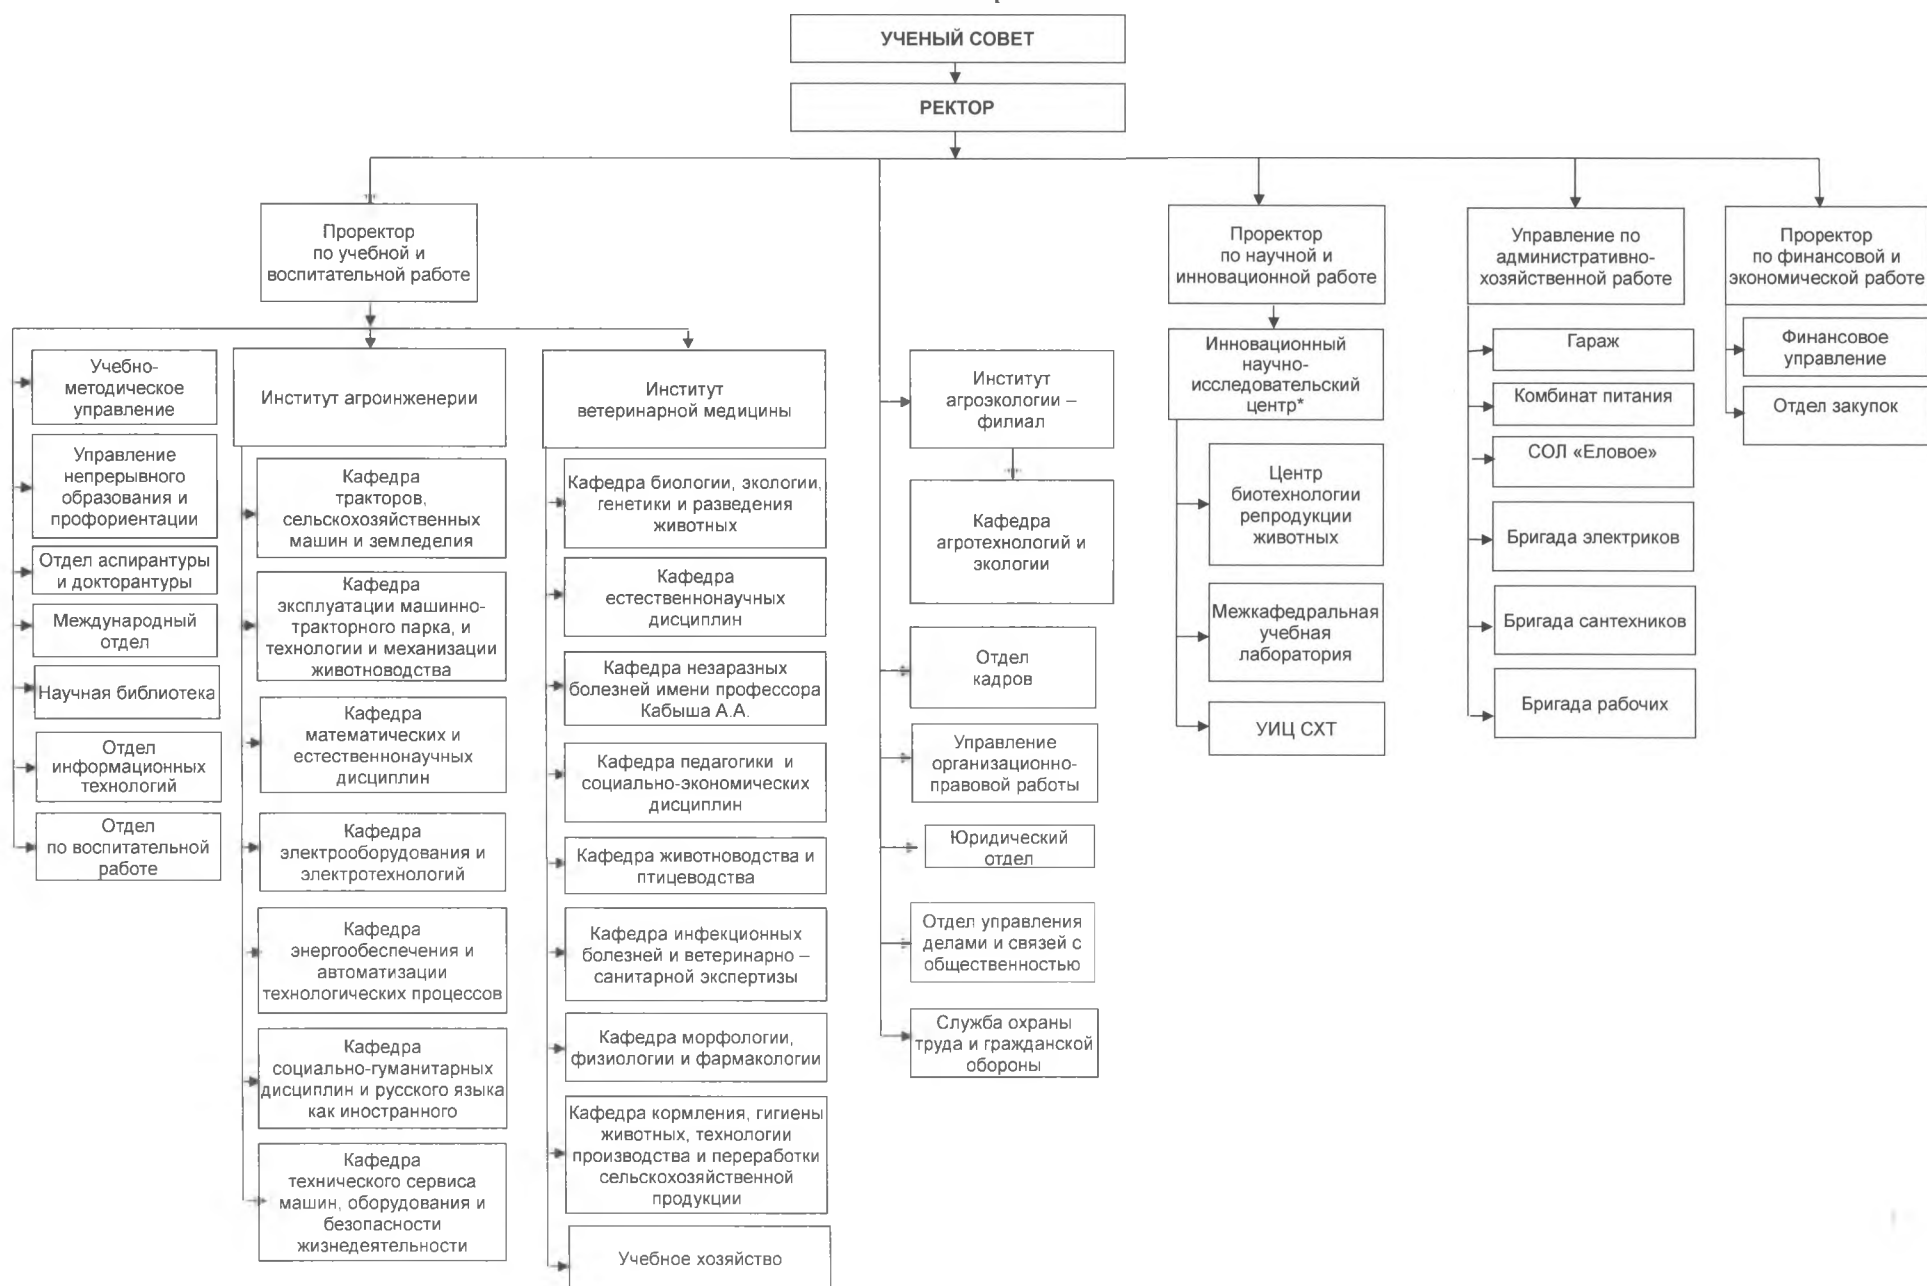 УЧЕНЫЙ СОВЕТ
РЕКТОР
Проректор
по учебной и
воспитательной работе
Проректор
по научной и
инновационной работе
Управление по
административно-
хозяйственной работе
Проректор
по финансовой и
экономической работе
Учебно-
методическое
управление
Управление
непрерывного
образования и
профориентации
Отдел аспирантуры
и докторантуры
Международный
отдел
Научная библиотека
Отдел
информационных
технологий
Отдел
по воспитательной
работе
Институт агроинженерии
Кафедра
тракторов,
сельскохозяйственных
машин и земледелия
Кафедра
эксплуатации машинно-
тракторного парка, и
технологии и механизации
животноводства
Кафедра
математических и
естественнонаучных
дисциплин
Кафедра
электрооборудования и
электротехнологий
Кафедра
энергообеспечения и
автоматизации
технологических процессов
Кафедра
социально-гуманитарных
дисциплин и русского языка
как иностранного
Кафедра
технического сервиса
машин, оборудования и
безопасности
жизнедеятельности
Институт
ветеринарной медицины
Кафедра биологии, экологии,
генетики и разведения
животных
Кафедра
естественнонаучных
дисциплин
Кафедра незаразных
болезней имени профессора
Кабыша А.А.
Кафедра педагогики и
социально-экономических
дисциплин
Кафедра животноводства и
птицеводства
Кафедра инфекционных
болезней и ветеринарно –
санитарной экспертизы
Кафедра морфологии,
физиологии и фармакологии
Кафедра кормления, гигиены
животных, технологии
производства и переработки
сельскохозяйственной
продукции
Учебное хозяйство
Институт
агроэкологии –
филиал
Кафедра
агротехнологий и
экологии
Отдел
кадров
Управление
организационно-
правовой работы
Юридический
отдел
Отдел управления
делами и связей с
общественностью
Служба охраны
труда и гражданской
обороны
Инновационный
научно-
исследовательский
центр*
Центр
биотехнологии
репродукции
животных
Межкафедральная
учебная
лаборатория
УИЦ СХТ
Гараж
Комбинат питания
СОЛ «Еловое»
Бригада электриков
Бригада сантехников
Бригада рабочих
Финансовое
управление
Отдел закупок